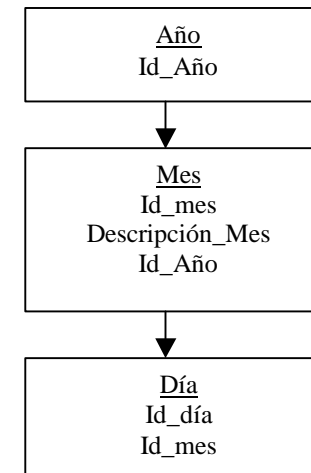 Año
Id_Año
Mes
Id_mes
Descripción_Mes
Id_Año
Día
Id_día
Id_mes